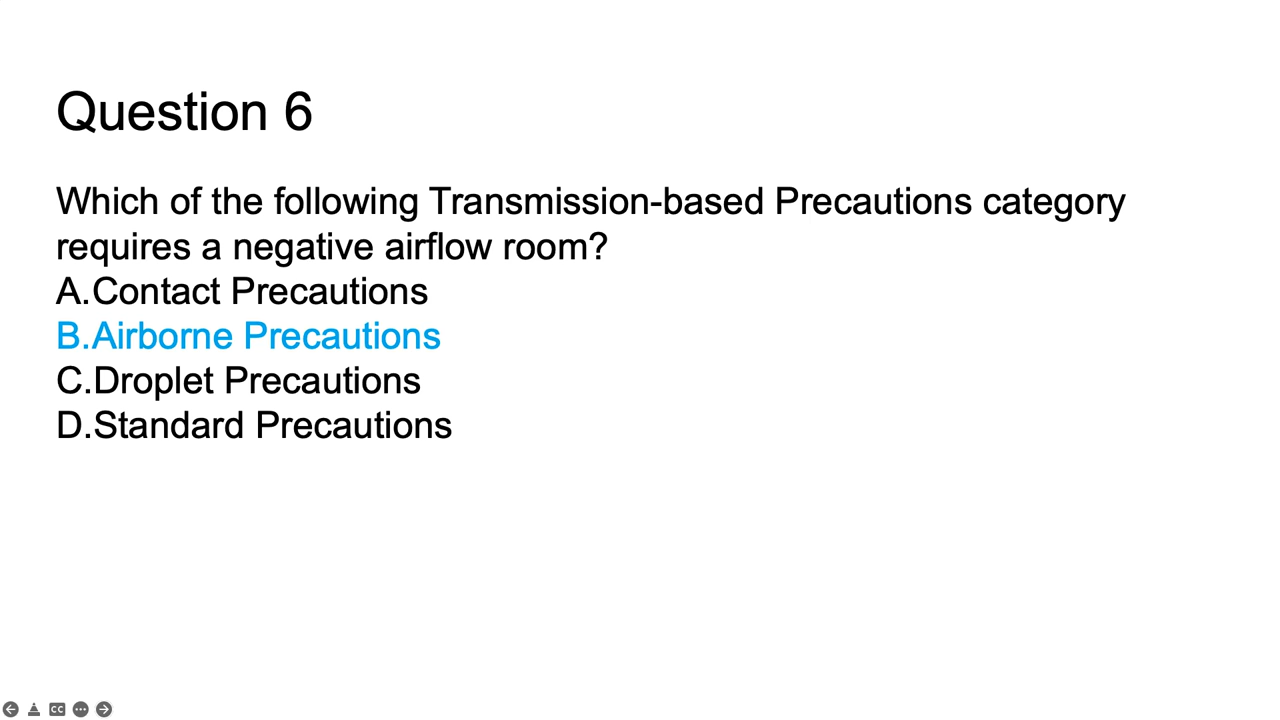 Question 6
Which of the following Transmission-based Precautions category
requires a negative airflow room?
A.Contact Precautions
B.Airborne Precautions
C.Droplet Precautions
D.Standard Precautions
CC